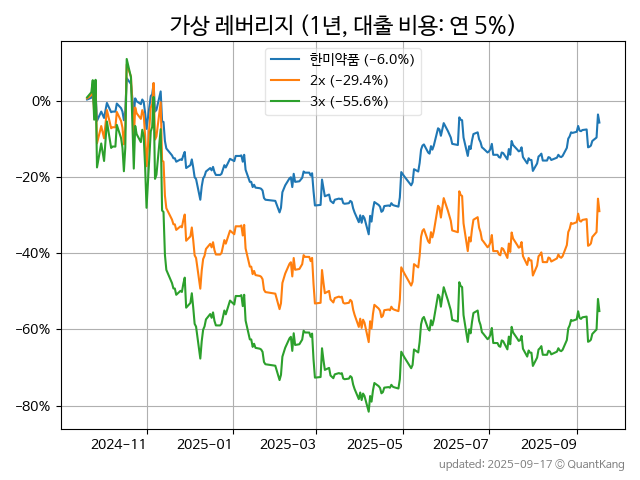 가상 레버리지 (1년, 대출 비용: 연 5%)
한미약품 (−6.0%)
2x (−29.4%)
3x (−55.6%)
0%
−20%
−40%
−60%
−80%
2024−11 2025−01 2025−03 2025−05 2025−07 2025−09
updated: 2025−09−17 © QuantKang